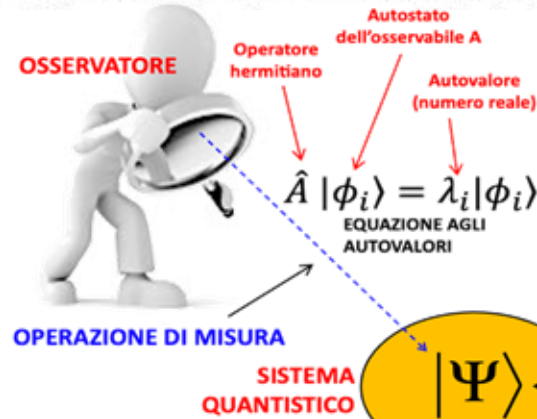 Autostato
dell'osservabile A
Operatore
hermitiano
OSSERVATORE
Autovalore
(numero reale)
Â |ϕᵢ⟩ = λᵢ|ϕᵢ⟩
EQUAZIONE AGLI
AUTOVALORI
OPERAZIONE DI MISURA
SISTEMA
QUANTISTICO
|Ψ⟩